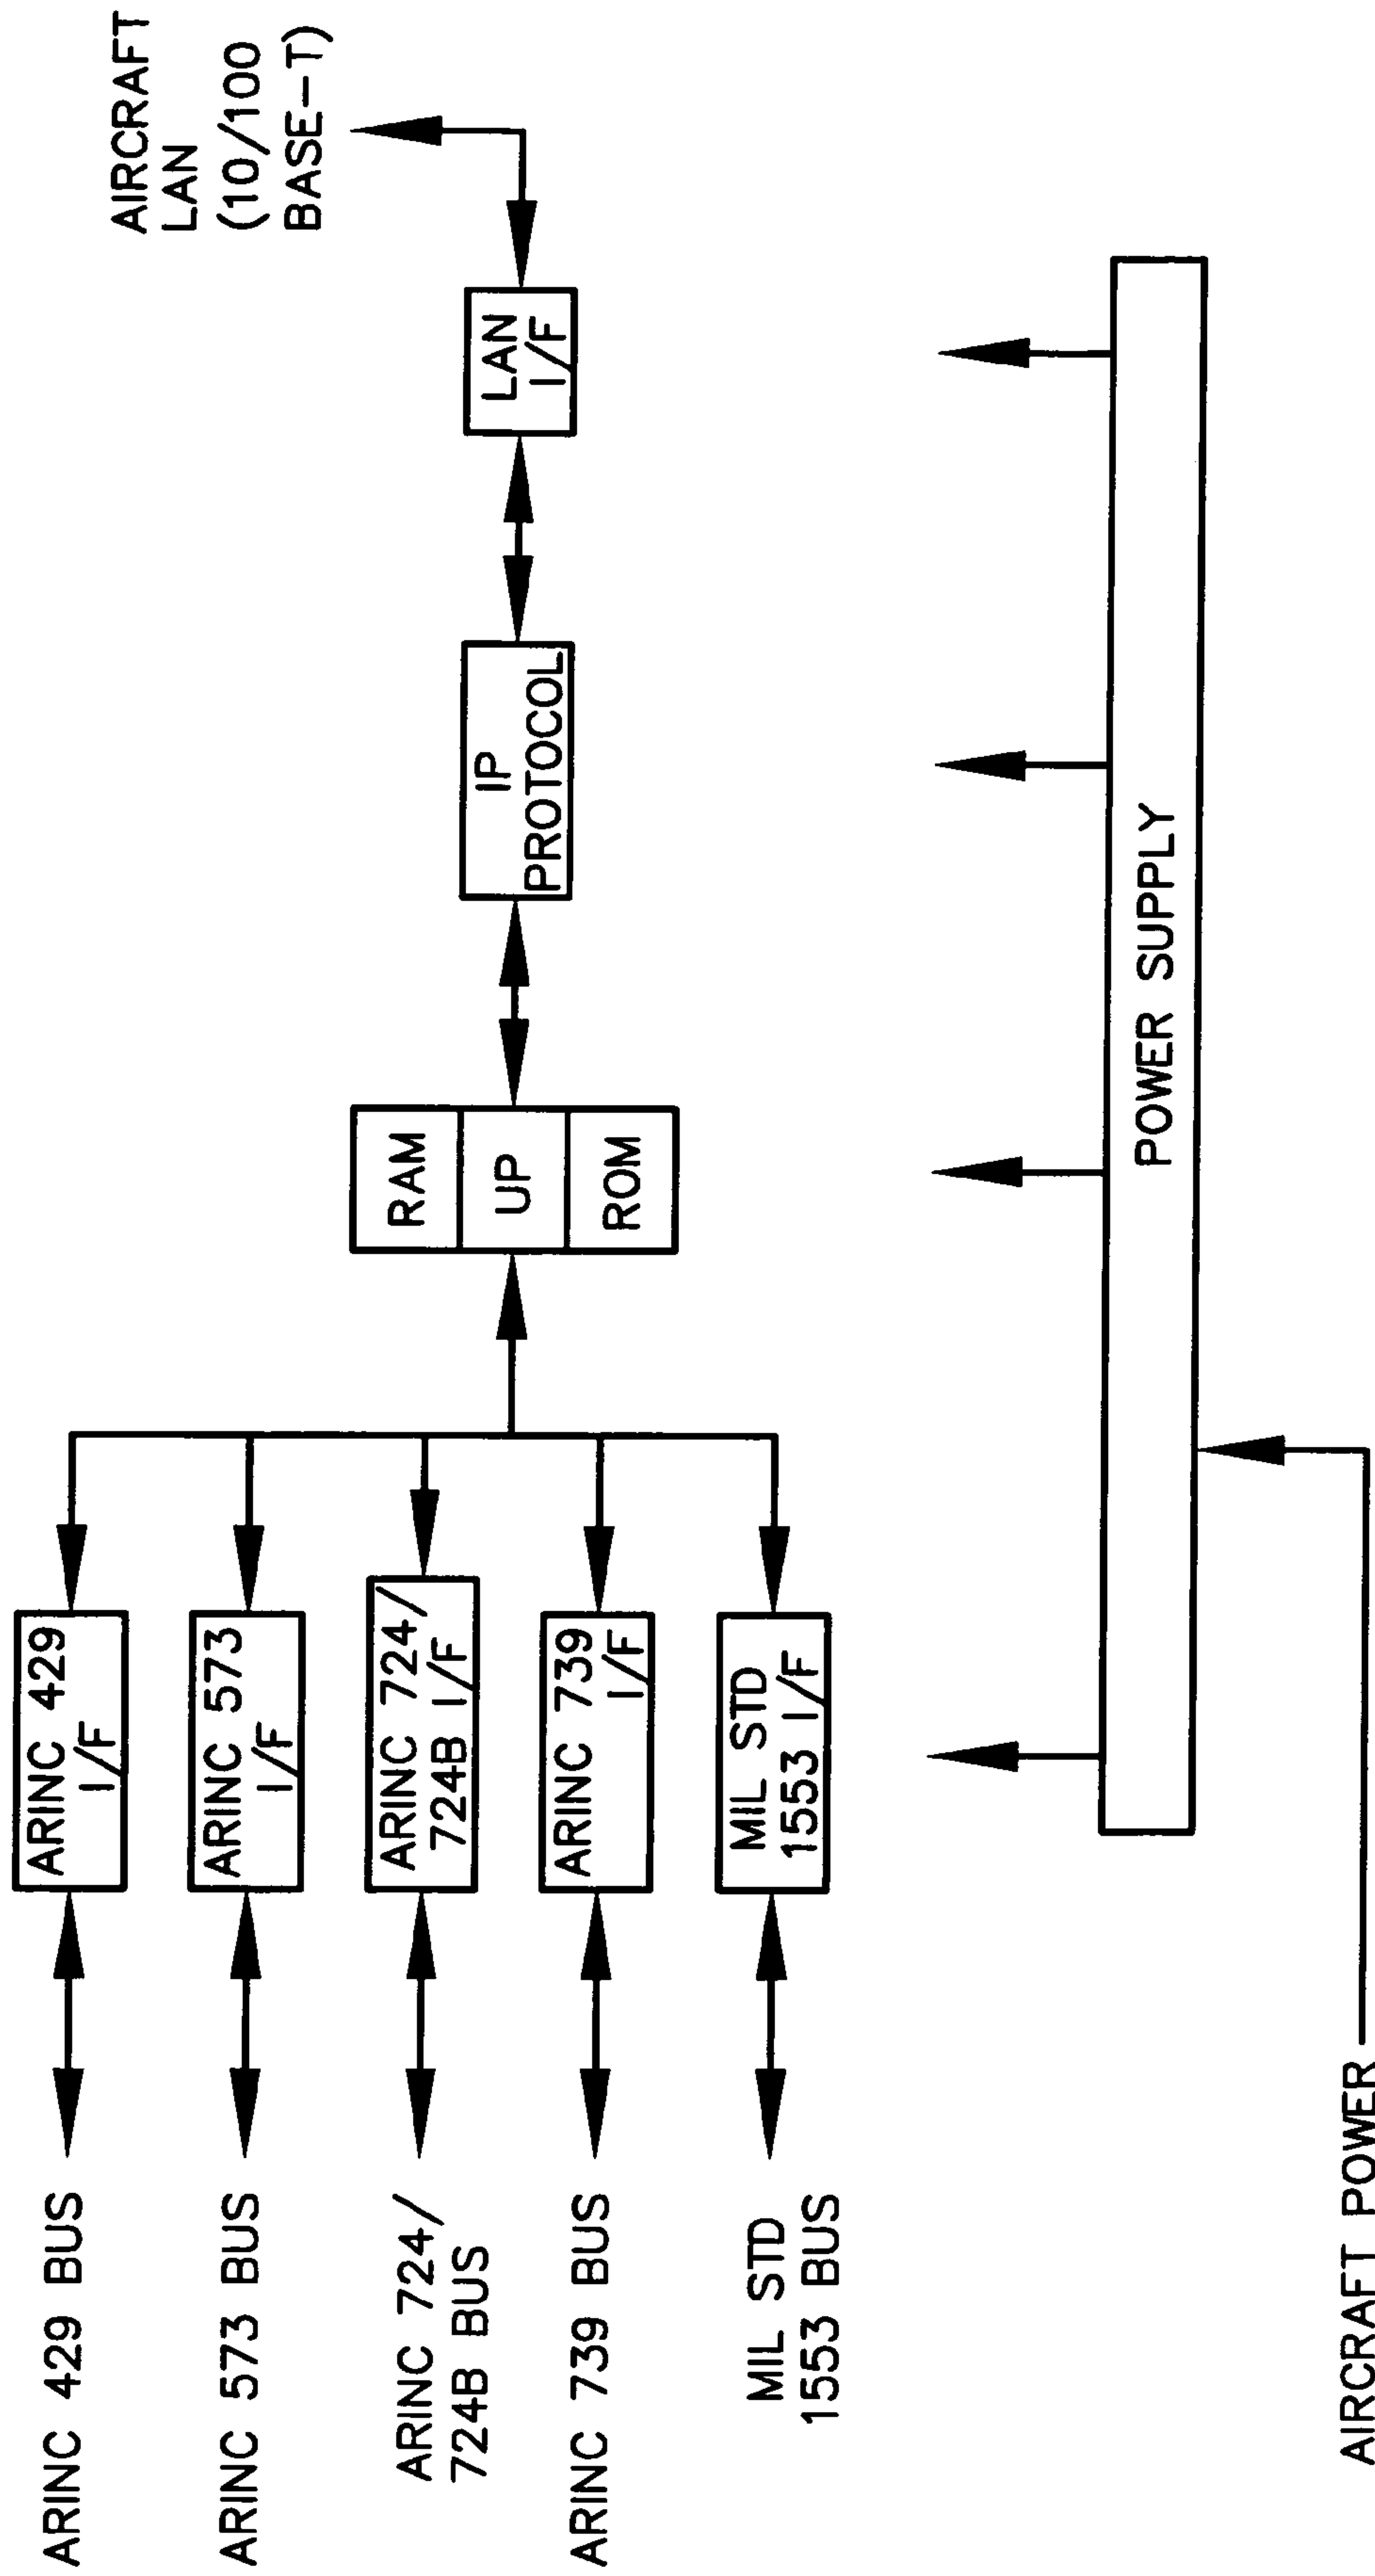 ARINC 429 BUS
ARINC 429
I/F
ARINC 573 BUS
ARINC 573
I/F
ARINC 724/
724B BUS
ARINC 724/
724B I/F
ARINC 739 BUS
ARINC 739
I/F
MIL STD
1553 BUS
MIL STD
1553 I/F
RAM
UP
ROM
IP
PROTOCOL
LAN
I/F
AIRCRAFT
LAN
(10/100
BASE-T)
POWER SUPPLY
AIRCRAFT POWER